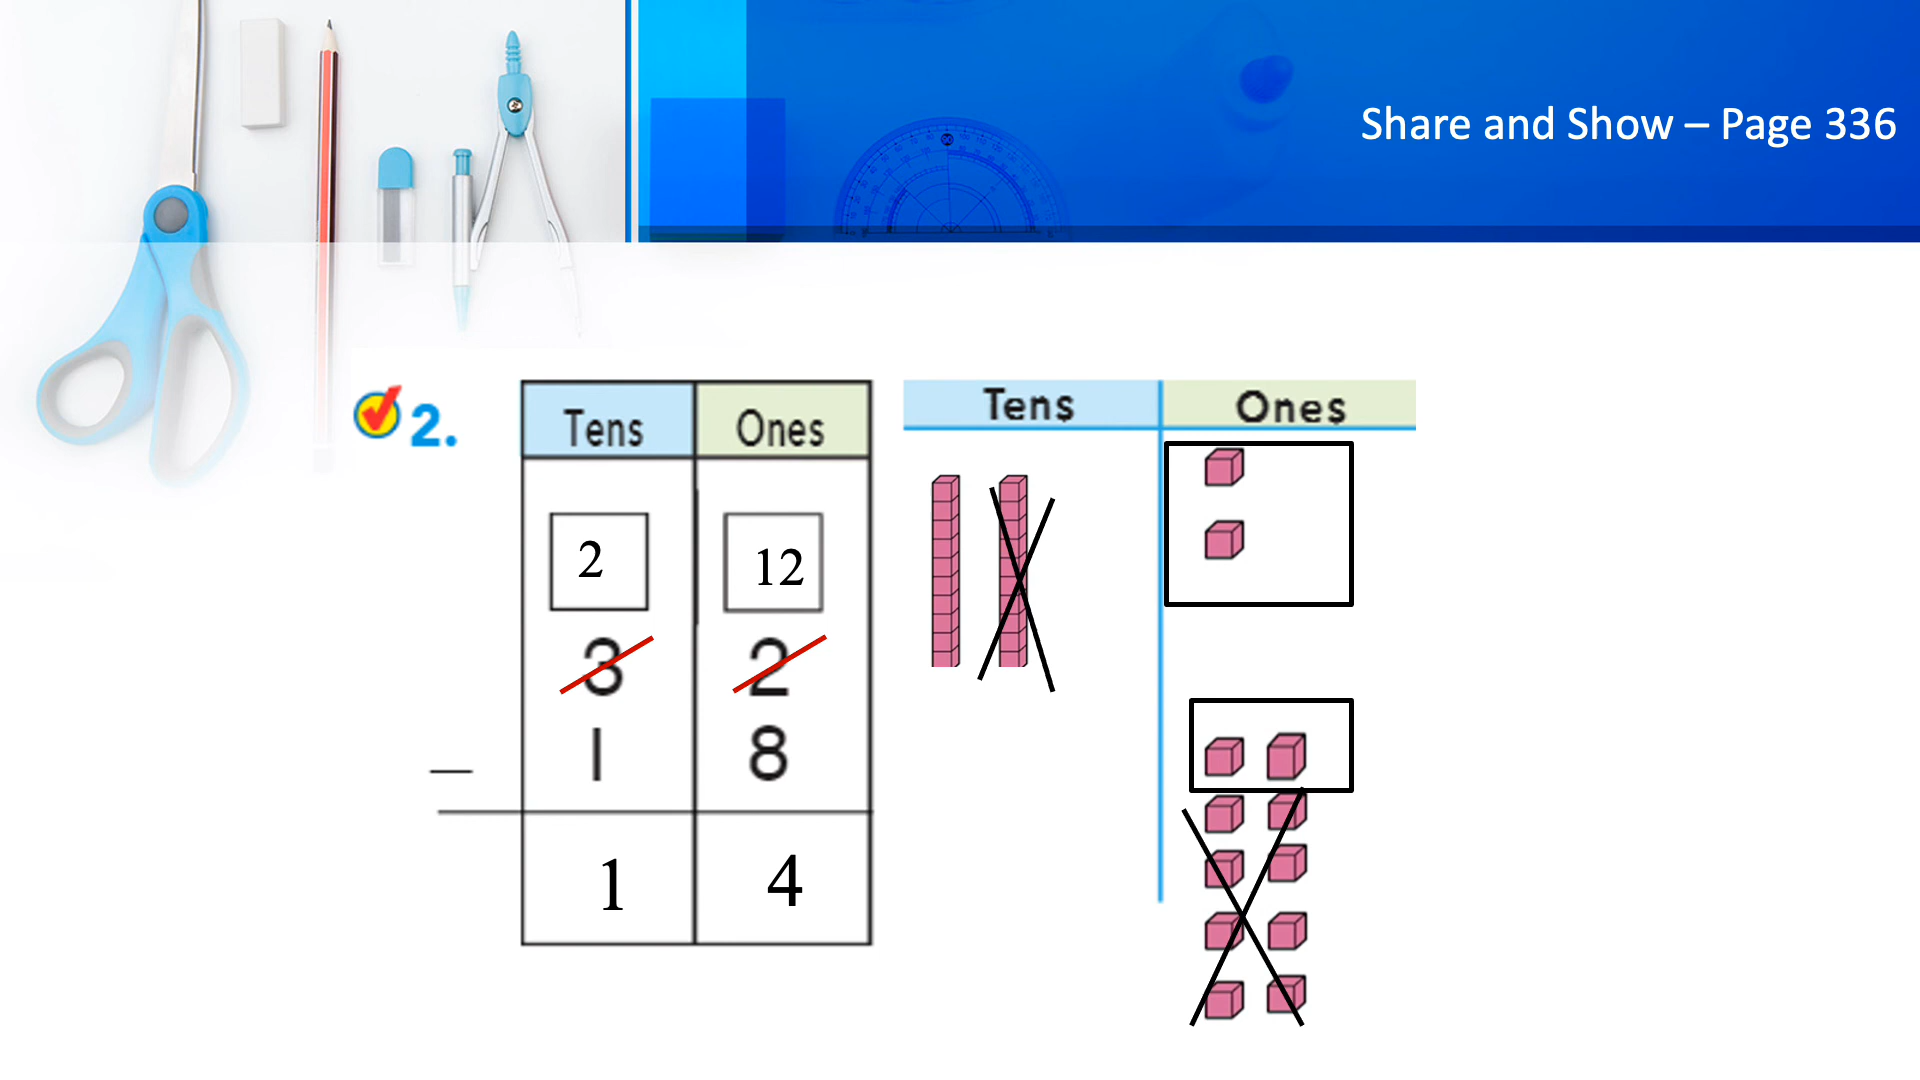 Share and Show – Page 336
2.
Tens Ones
2 12
3 2
– 1 8
1 4
Tens Ones